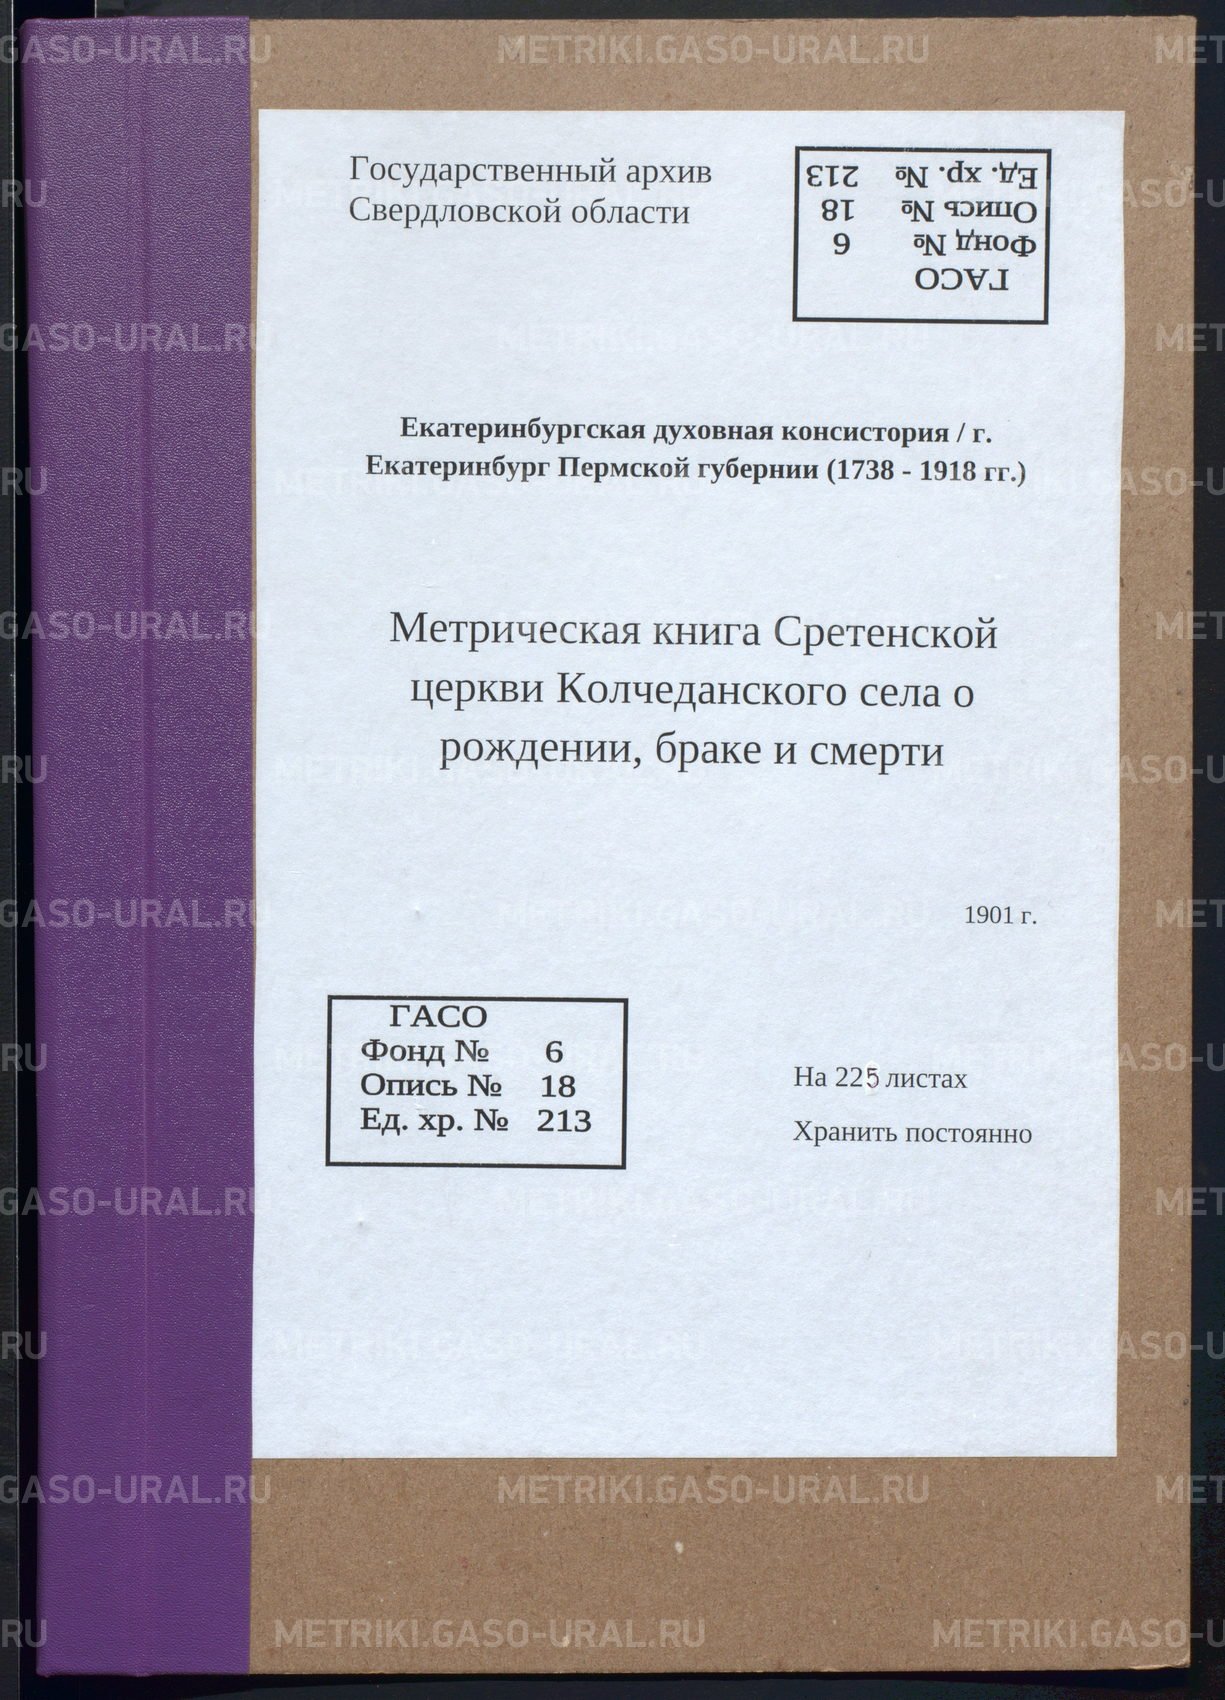 Государственный архив
Свердловской области
ГАСО
Фонд № 6
Опись № 18
Ед. хр. № 213
Екатеринбургская духовная консистория / г.
Екатеринбург Пермской губернии (1738 - 1918 гг.)
Метрическая книга Сретенской
церкви Колчеданского села о
рождении, браке и смерти
1901 г.
ГАСО
Фонд № 6
Опись № 18
Ед. хр. № 213
На 225 листах
Хранить постоянно
METRIKI.GASO-URAL.RU